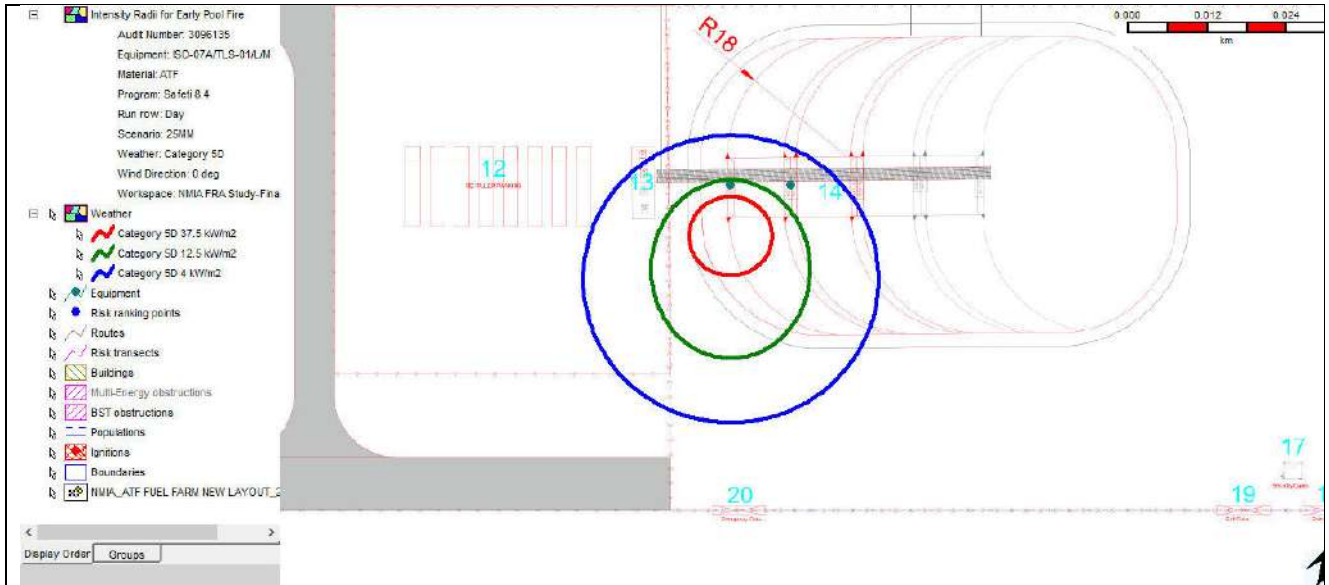 Intensity Radii for Early Pool Fire
Audit Number: 3096135
Equipment: ISO-07A/TLS-01/L/M
Material: ATF
Program: Safeti 8.4
Run row: Day
Scenario: 25MM
Weather: Category 5D
Wind Direction: 0 deg
Workspace: NMIA FRA Study-Fina
Weather
Category 5D 37.5 kW/m2
Category 5D 12.5 kW/m2
Category 5D 4 kW/m2
Equipment
Risk ranking points
Routes
Risk transects
Buildings
Multi-Energy obstructions
BST obstructions
Populations
Ignitions
Boundaries
NMIA_ATF FUEL FARM NEW LAYOUT_2
Display Order
Groups
0.000 0.012 0.024
km
R18
12
13
14
17
20
Emergency Gate
19